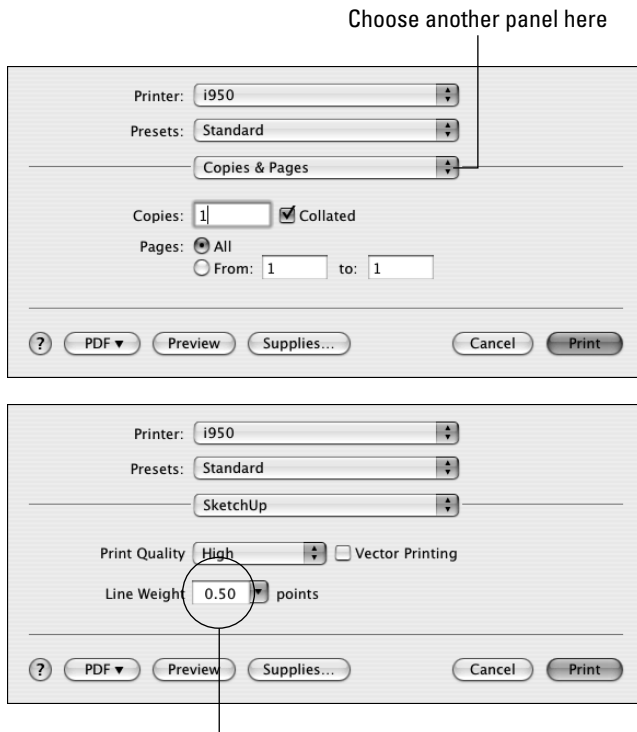 Choose another panel here
Printer: i950
Presets: Standard
Copies & Pages
Copies: 1 Collated
Pages: All
From: 1 to: 1
? PDF Preview Supplies... Cancel Print
Printer: i950
Presets: Standard
SketchUp
Print Quality High Vector Printing
Line Weight 0.50 points
? PDF Preview Supplies... Cancel Print